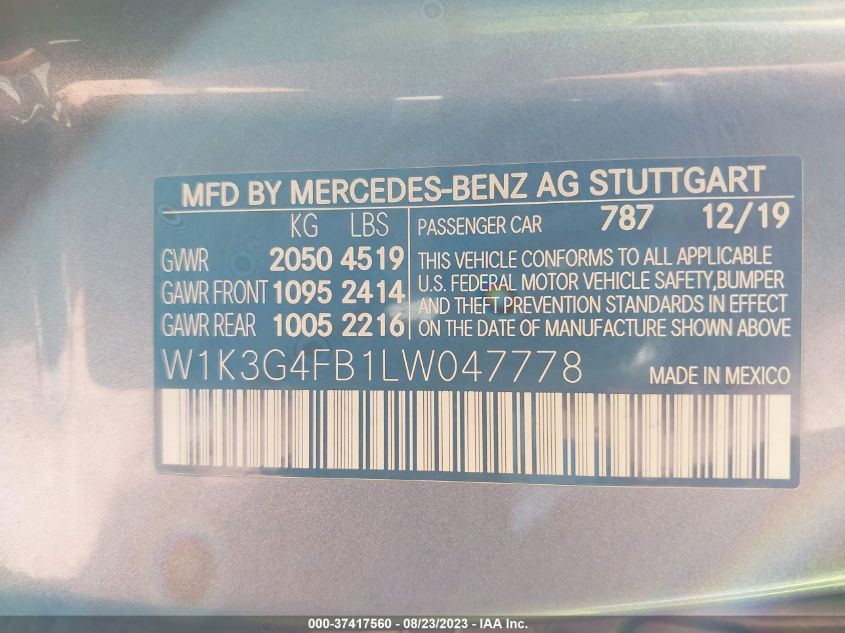 MFD BY MERCEDES-BENZ AG STUTTGART
KG LBS
GVWR 2050 4519
GAWR FRONT 1095 2414
GAWR REAR 1005 2216
PASSENGER CAR 787 12/19
THIS VEHICLE CONFORMS TO ALL APPLICABLE
U.S. FEDERAL MOTOR VEHICLE SAFETY,BUMPER
AND THEFT PREVENTION STANDARDS IN EFFECT
ON THE DATE OF MANUFACTURE SHOWN ABOVE
W1K3G4FB1LW047778 MADE IN MEXICO
000-37417560 - 08/23/2023 - IAA Inc.